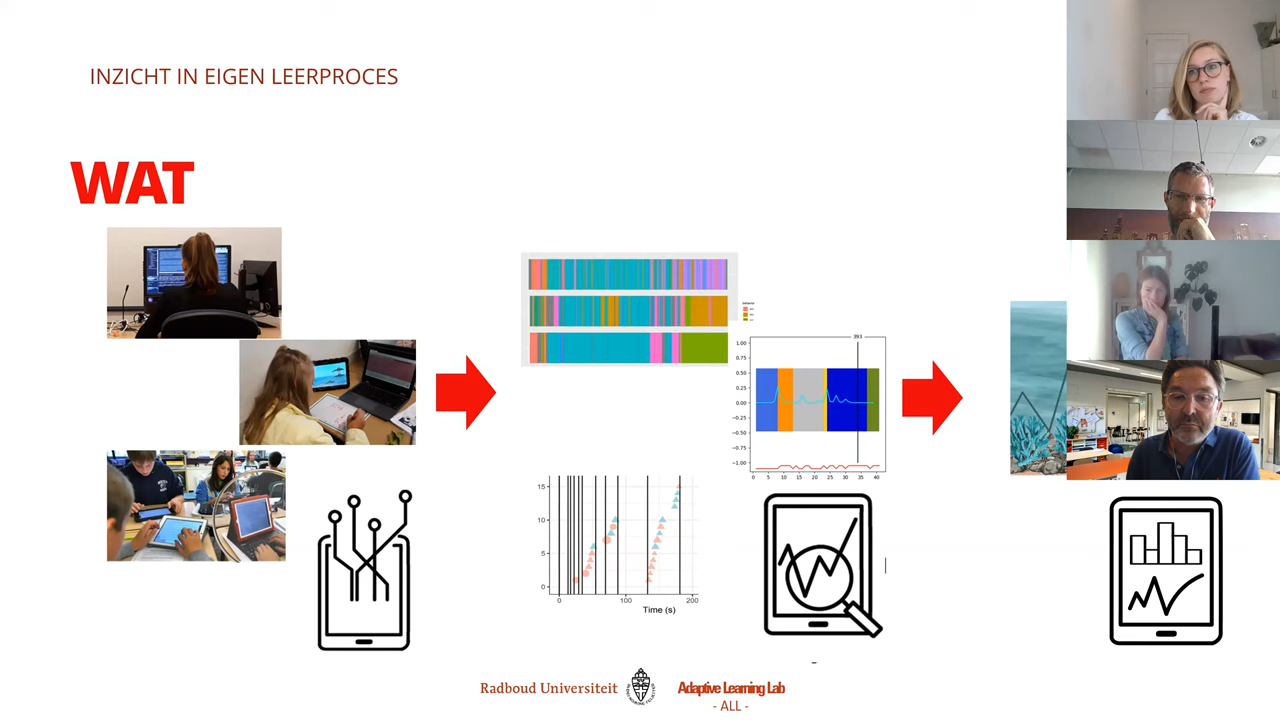 INZICHT IN EIGEN LEERPROCES
WAT
393
1.00
0.75
0.50
0.25
0.00
−0.25
−0.50
−0.75
−1.00
0 5 10 15 20 25 30 35 40
15
10
5
0
0 100 200
Time (s)
Radboud Universiteit
Adaptive Learning Lab
- ALL -